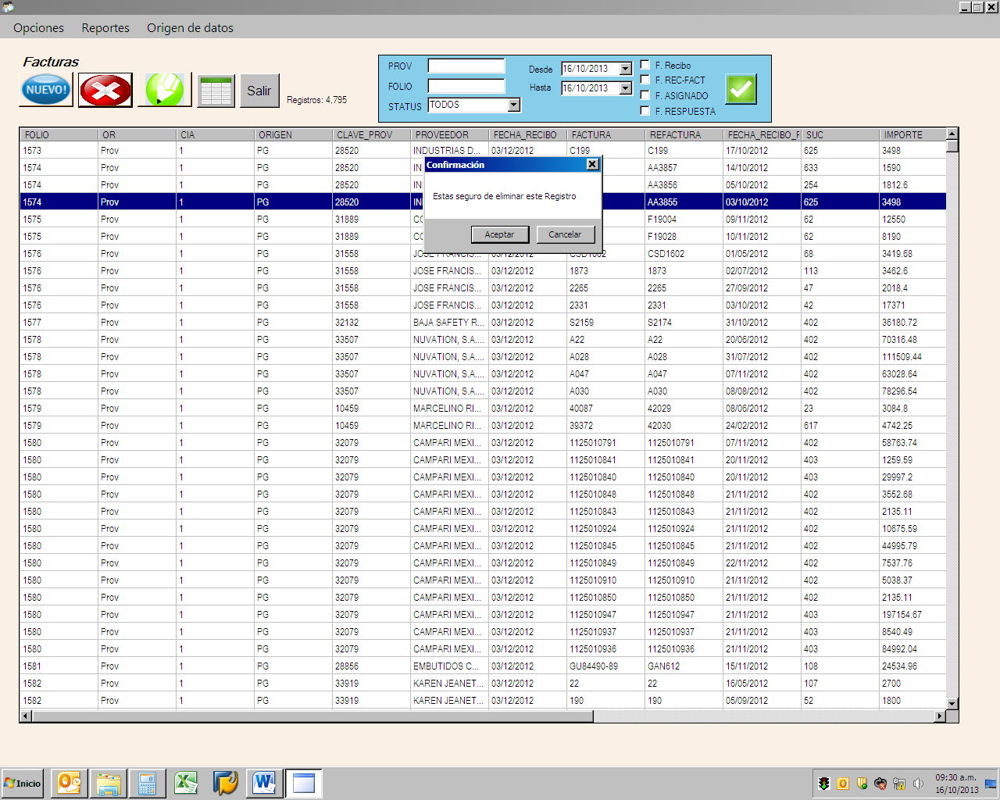 Opciones Reportes Origen de datos
Facturas
NUEVO!
Salir
Registros: 4,795
PROV
FOLIO
STATUS TODOS
Desde 16/10/2013
Hasta 16/10/2013
F. Recibo
F. REC-FACT
F. ASIGNADO
F. RESPUESTA
FOLIO OR CIA ORIGEN CLAVE_PROV PROVEEDOR FECHA_RECIBO FACTURA REFACTURA FECHA_RECIBO_F SUC IMPORTE
1573 Prov 1 PG 28520 INDUSTRIAS D... 03/12/2012 C199 C199 17/10/2012 625 3498
1574 Prov 1 PG 28520 IN AA3857 14/10/2012 633 1590
1574 Prov 1 PG 28520 IN AA3856 05/10/2012 254 1812.6
1574 Prov 1 PG 28520 IN AA3855 03/10/2012 625 3498
1575 Prov 1 PG 31889 CO F19004 09/11/2012 62 12550
1575 Prov 1 PG 31889 CO F19028 10/11/2012 62 8190
Confirmación
Estas seguro de eliminar este Registro
Aceptar Cancelar
1576 Prov 1 PG 31558 JOSE FRANCIS... 03/12/2012 CSD1602 CSD1602 01/05/2012 68 3419.68
1576 Prov 1 PG 31558 JOSE FRANCIS... 03/12/2012 1873 1873 02/07/2012 113 3462.6
1576 Prov 1 PG 31558 JOSE FRANCIS... 03/12/2012 2265 2265 27/09/2012 47 2018.4
1576 Prov 1 PG 31558 JOSE FRANCIS... 03/12/2012 2331 2331 03/10/2012 42 17371
1577 Prov 1 PG 32132 BAJA SAFETY R... 03/12/2012 S2159 S2174 31/10/2012 402 36180.72
1578 Prov 1 PG 33507 NUVATION, S.A.... 03/12/2012 A22 A22 20/06/2012 402 70316.48
1578 Prov 1 PG 33507 NUVATION, S.A.... 03/12/2012 A028 A028 31/07/2012 402 111509.44
1578 Prov 1 PG 33507 NUVATION, S.A.... 03/12/2012 A047 A047 07/11/2012 402 63028.64
1578 Prov 1 PG 33507 NUVATION, S.A.... 03/12/2012 A030 A030 08/08/2012 402 78296.54
1579 Prov 1 PG 10459 MARCELINO RI... 03/12/2012 40087 42029 08/06/2012 23 3084.8
1579 Prov 1 PG 10459 MARCELINO RI... 03/12/2012 39372 42030 24/02/2012 617 4742.25
1580 Prov 1 PG 32079 CAMPARI MEXI... 03/12/2012 1125010791 1125010791 07/11/2012 402 58763.74
1580 Prov 1 PG 32079 CAMPARI MEXI... 03/12/2012 1125010841 1125010841 20/11/2012 403 1259.59
1580 Prov 1 PG 32079 CAMPARI MEXI... 03/12/2012 1125010840 1125010840 20/11/2012 403 29997.2
1580 Prov 1 PG 32079 CAMPARI MEXI... 03/12/2012 1125010848 1125010848 21/11/2012 402 3552.68
1580 Prov 1 PG 32079 CAMPARI MEXI... 03/12/2012 1125010843 1125010843 21/11/2012 402 2135.11
1580 Prov 1 PG 32079 CAMPARI MEXI... 03/12/2012 1125010924 1125010924 21/11/2012 402 10675.59
1580 Prov 1 PG 32079 CAMPARI MEXI... 03/12/2012 1125010845 1125010845 21/11/2012 402 44995.79
1580 Prov 1 PG 32079 CAMPARI MEXI... 03/12/2012 1125010849 1125010849 22/11/2012 402 7537.76
1580 Prov 1 PG 32079 CAMPARI MEXI... 03/12/2012 1125010910 1125010910 21/11/2012 402 5038.37
1580 Prov 1 PG 32079 CAMPARI MEXI... 03/12/2012 1125010850 1125010850 21/11/2012 402 2135.11
1580 Prov 1 PG 32079 CAMPARI MEXI... 03/12/2012 1125010947 1125010947 21/11/2012 403 197154.67
1580 Prov 1 PG 32079 CAMPARI MEXI... 03/12/2012 1125010937 1125010937 21/11/2012 403 8540.49
1580 Prov 1 PG 32079 CAMPARI MEXI... 03/12/2012 1125010936 1125010936 21/11/2012 403 84992.04
1581 Prov 1 PG 28856 EMBUTIDOS C... 03/12/2012 GU84490-89 GAN612 15/11/2012 108 24534.96
1582 Prov 1 PG 33919 KAREN JEANET... 03/12/2012 22 22 16/05/2012 107 2700
1582 Prov 1 PG 33919 KAREN JEANET... 03/12/2012 190 190 05/09/2012 52 1800
Inicio
09:30 a.m.
16/10/2013